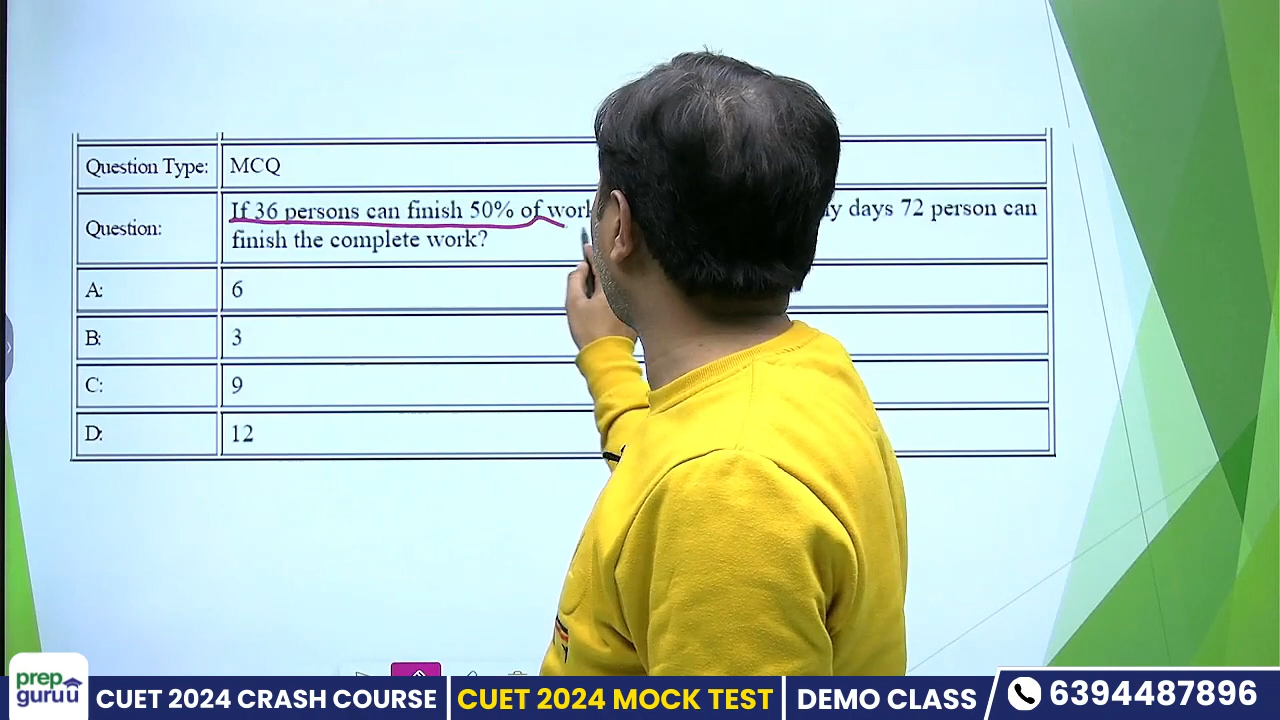 Question Type: MCQ
Question: If 36 persons can finish 50% of work days 72 person can
finish the complete work?
A: 6
B: 3
C: 9
D: 12
prep
guru
CUET 2024 CRASH COURSE CUET 2024 MOCK TEST DEMO CLASS 6394487896